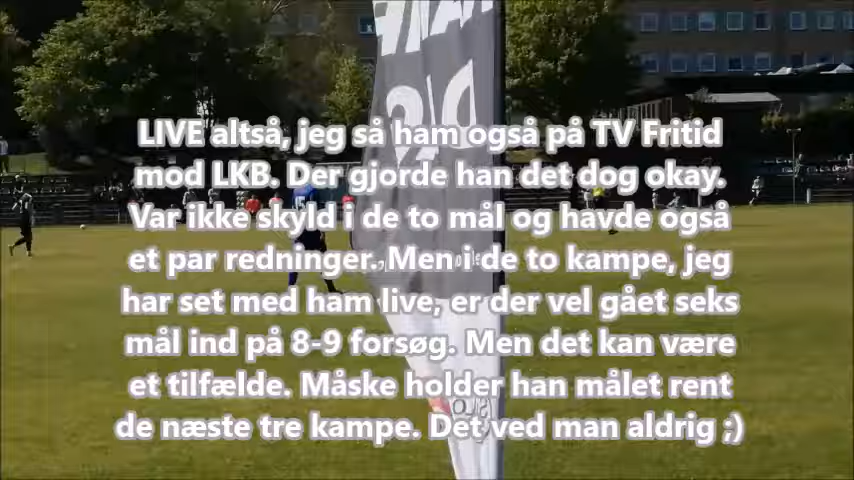 LIVE altså, jeg så ham også på TV Fritid
mod LKB. Der gjorde han det dog okay.
Var ikke skyld i de to mål og havde også
et par redninger. Men i de to kampe, jeg
har set med ham live, er der vel gået seks
mål ind på 8-9 forsøg. Men det kan være
et tilfælde. Måske holder han målet rent
de næste tre kampe. Det ved man aldrig ;)